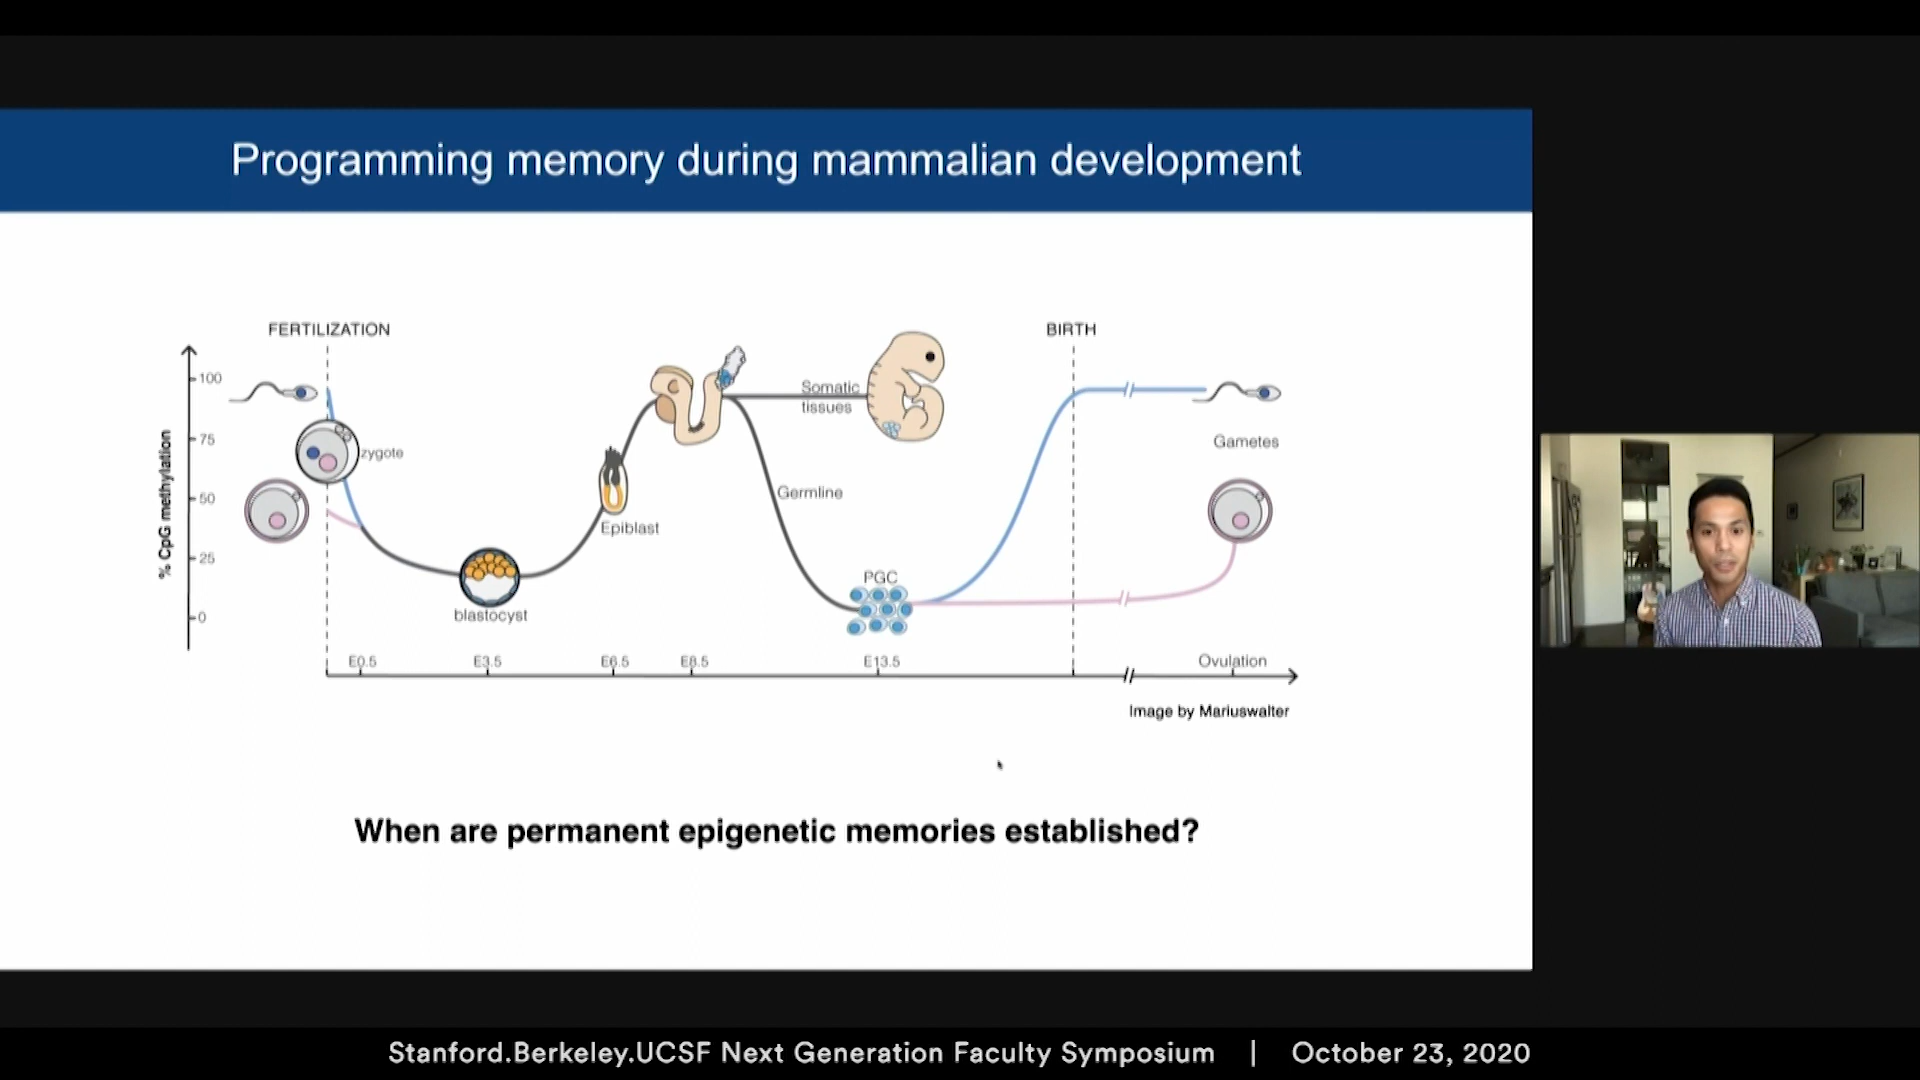 Programming memory during mammalian development
FERTILIZATION
BIRTH
100
75
50
25
0
% CpG methylation
zygote
blastocyst
Epiblast
Somatic
tissues
Germline
PGC
Gametes
E0.5
E3.5
E6.5
E8.5
E13.5
Ovulation
Image by Mariuswalter
When are permanent epigenetic memories established?
Stanford.Berkeley.UCSF Next Generation Faculty Symposium | October 23, 2020